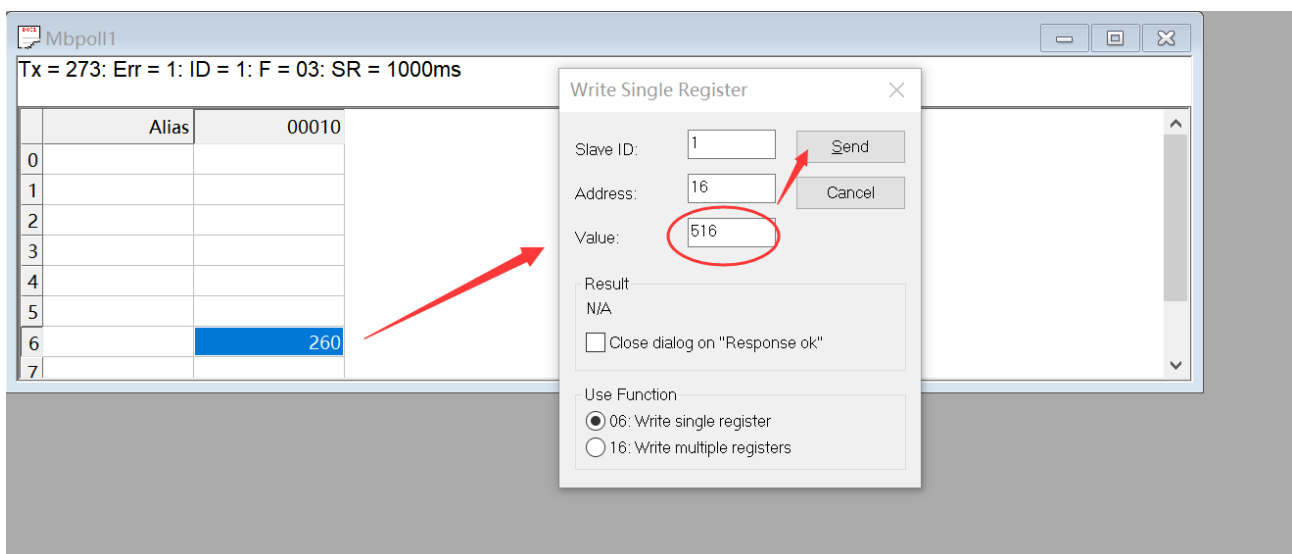 Mbpoll1
Tx = 273: Err = 1: ID = 1: F = 03: SR = 1000ms
Alias 00010
0
1
2
3
4
5
6 260
7
Write Single Register
Slave ID: 1 Send
Address: 16 Cancel
Value: 516
Result
N/A
Close dialog on "Response ok"
Use Function
06: Write single register
16: Write multiple registers